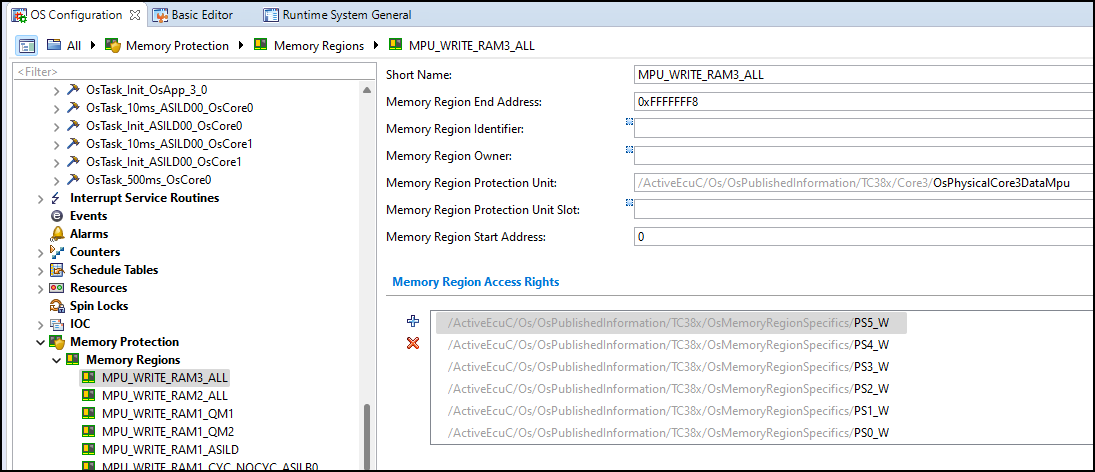 OS Configuration
Basic Editor
Runtime System General
All
Memory Protection
Memory Regions
MPU_WRITE_RAM3_ALL
<Filter>
OsTask_Init_OsApp_3_0
OsTask_10ms_ASILD00_OsCore0
OsTask_Init_ASILD00_OsCore0
OsTask_10ms_ASILD00_OsCore1
OsTask_Init_ASILD00_OsCore1
OsTask_500ms_OsCore0
Interrupt Service Routines
Events
Alarms
Counters
Schedule Tables
Resources
Spin Locks
IOC
Memory Protection
Memory Regions
MPU_WRITE_RAM3_ALL
MPU_WRITE_RAM2_ALL
MPU_WRITE_RAM1_QM1
MPU_WRITE_RAM1_QM2
MPU_WRITE_RAM1_ASILD
MPU_WRITE_RAM1_CYC_NOCYC_ASILB0
Short Name: MPU_WRITE_RAM3_ALL
Memory Region End Address: 0xFFFFFFF8
Memory Region Identifier:
Memory Region Owner:
Memory Region Protection Unit: /ActiveEcuC/Os/OsPublishedInformation/TC38x/Core3/OsPhysicalCore3DataMpu
Memory Region Protection Unit Slot:
Memory Region Start Address: 0
Memory Region Access Rights
/ActiveEcuC/Os/OsPublishedInformation/TC38x/OsMemoryRegionSpecifics/PS5_W
/ActiveEcuC/Os/OsPublishedInformation/TC38x/OsMemoryRegionSpecifics/PS4_W
/ActiveEcuC/Os/OsPublishedInformation/TC38x/OsMemoryRegionSpecifics/PS3_W
/ActiveEcuC/Os/OsPublishedInformation/TC38x/OsMemoryRegionSpecifics/PS2_W
/ActiveEcuC/Os/OsPublishedInformation/TC38x/OsMemoryRegionSpecifics/PS1_W
/ActiveEcuC/Os/OsPublishedInformation/TC38x/OsMemoryRegionSpecifics/PS0_W